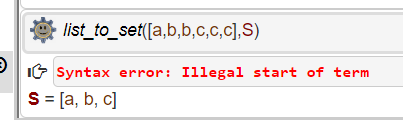 list_to_set([a,b,b,c,c,c],S)
Syntax error: Illegal start of term
S = [a, b, c]